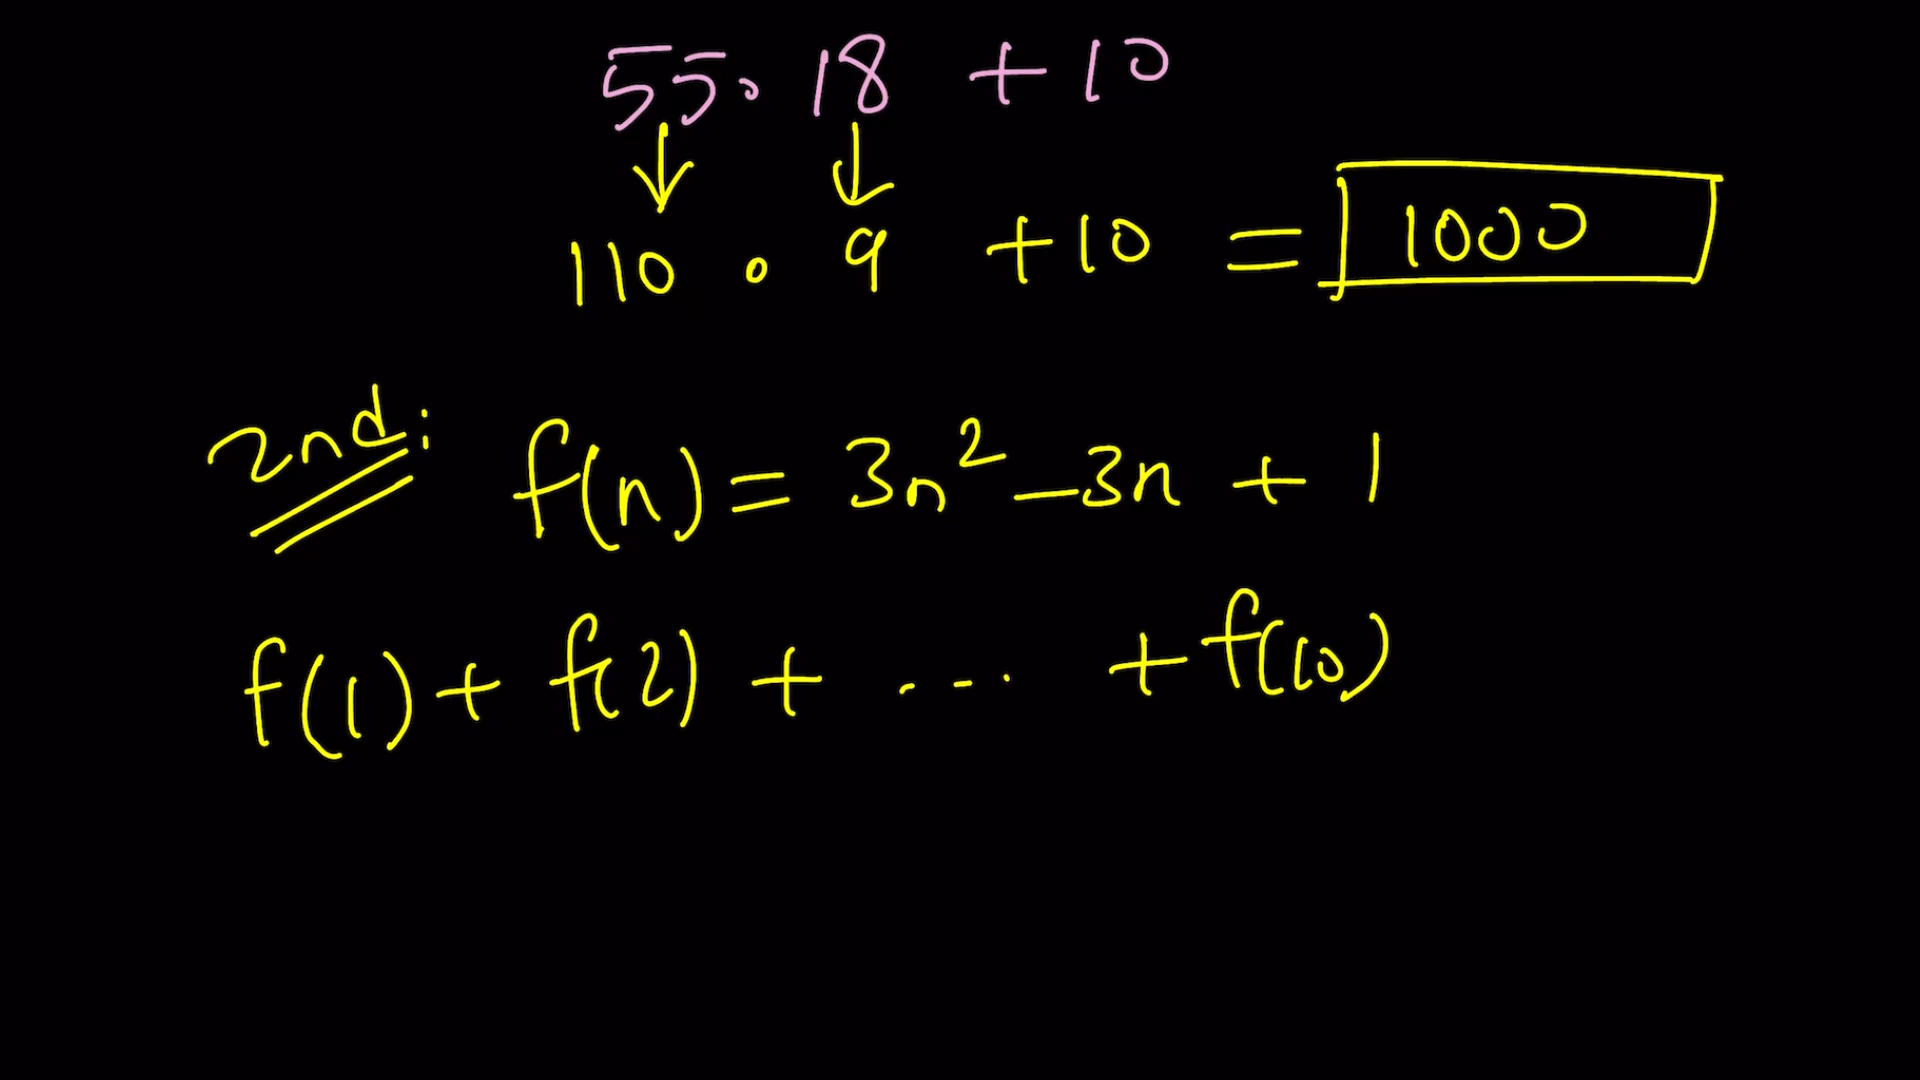 55 · 18 + 10
110 · 9 + 10 = 1000
2nd: f(n) = 3n² - 3n + 1
f(1) + f(2) + ... + f(10)